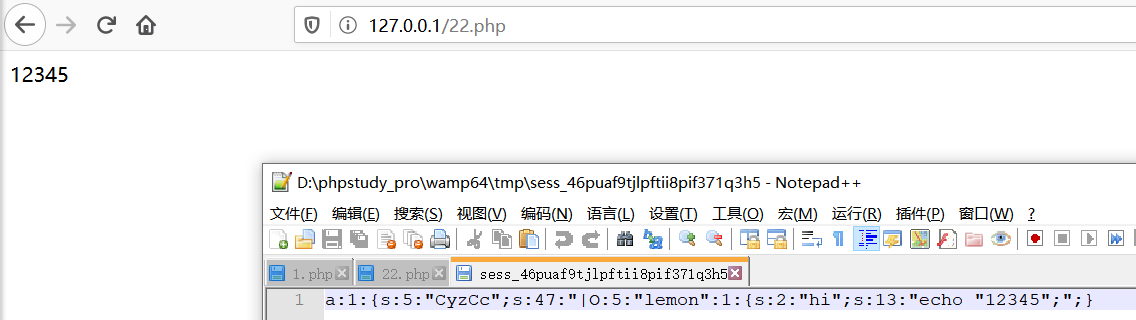 127.0.0.1/22.php
12345
D:\phpstudy_pro\wamp64\tmp\sess_46puaf9tjlpftii8pif371q3h5 - Notepad++
文件(F) 编辑(E) 搜索(S) 视图(V) 编码(N) 语言(L) 设置(T) 工具(O) 宏(M) 运行(R) 插件(P) 窗口(W) ?
1.php 22.php sess_46puaf9tjlpftii8pif371q3h5
1 a:1:{s:5:"CyzCc";s:47:"|O:5:"lemon":1:{s:2:"hi";s:13:"echo "12345";";}